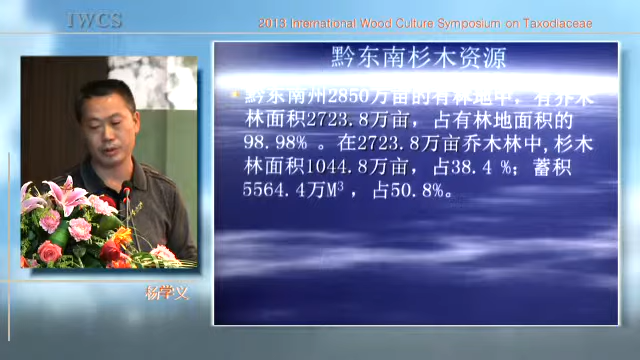 IWCS
2013 International Wood Culture Symposium on Taxodiaceae
黔东南杉木资源
黔东南州2850万亩的有林地中，有乔木
林面积2723.8万亩，占有林地面积的
98.98%。在2723.8万亩乔木林中,杉木
林面积1044.8万亩，占38.4 %；蓄积
5564.4万M³，占50.8%。
杨学义